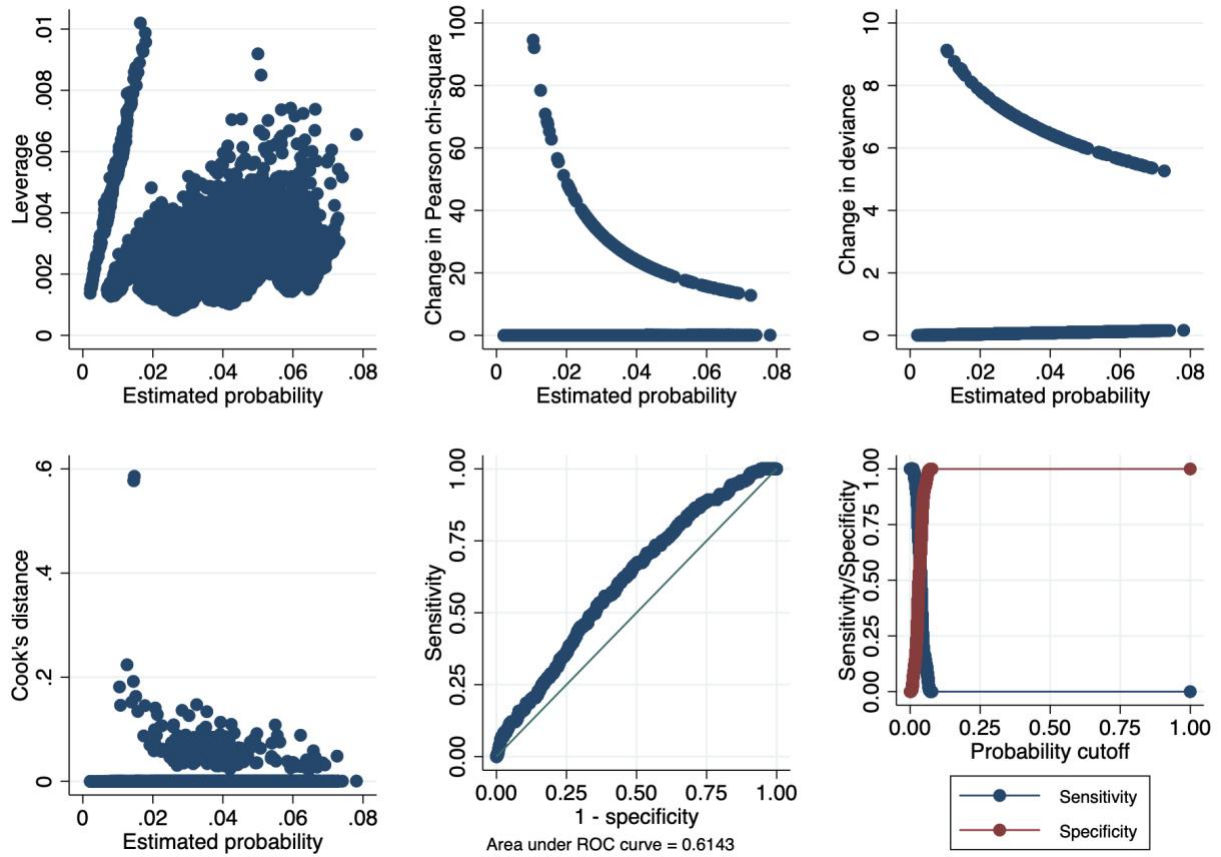 Leverage
.01
.008
.006
.004
.002
0
0 .02 .04 .06 .08
Estimated probability
Change in Pearson chi-square
100
80
60
40
20
0
0 .02 .04 .06 .08
Estimated probability
Change in deviance
10
8
6
4
2
0
0 .02 .04 .06 .08
Estimated probability
Cook's distance
.6
.4
.2
0
0 .02 .04 .06 .08
Estimated probability
Sensitivity
1.00
0.75
0.50
0.25
0.00
0.00 0.25 0.50 0.75 1.00
1 - specificity
Area under ROC curve = 0.6143
Sensitivity/Specificity
1.00
0.75
0.50
0.25
0.00
0.00 0.25 0.50 0.75 1.00
Probability cutoff
Sensitivity
Specificity